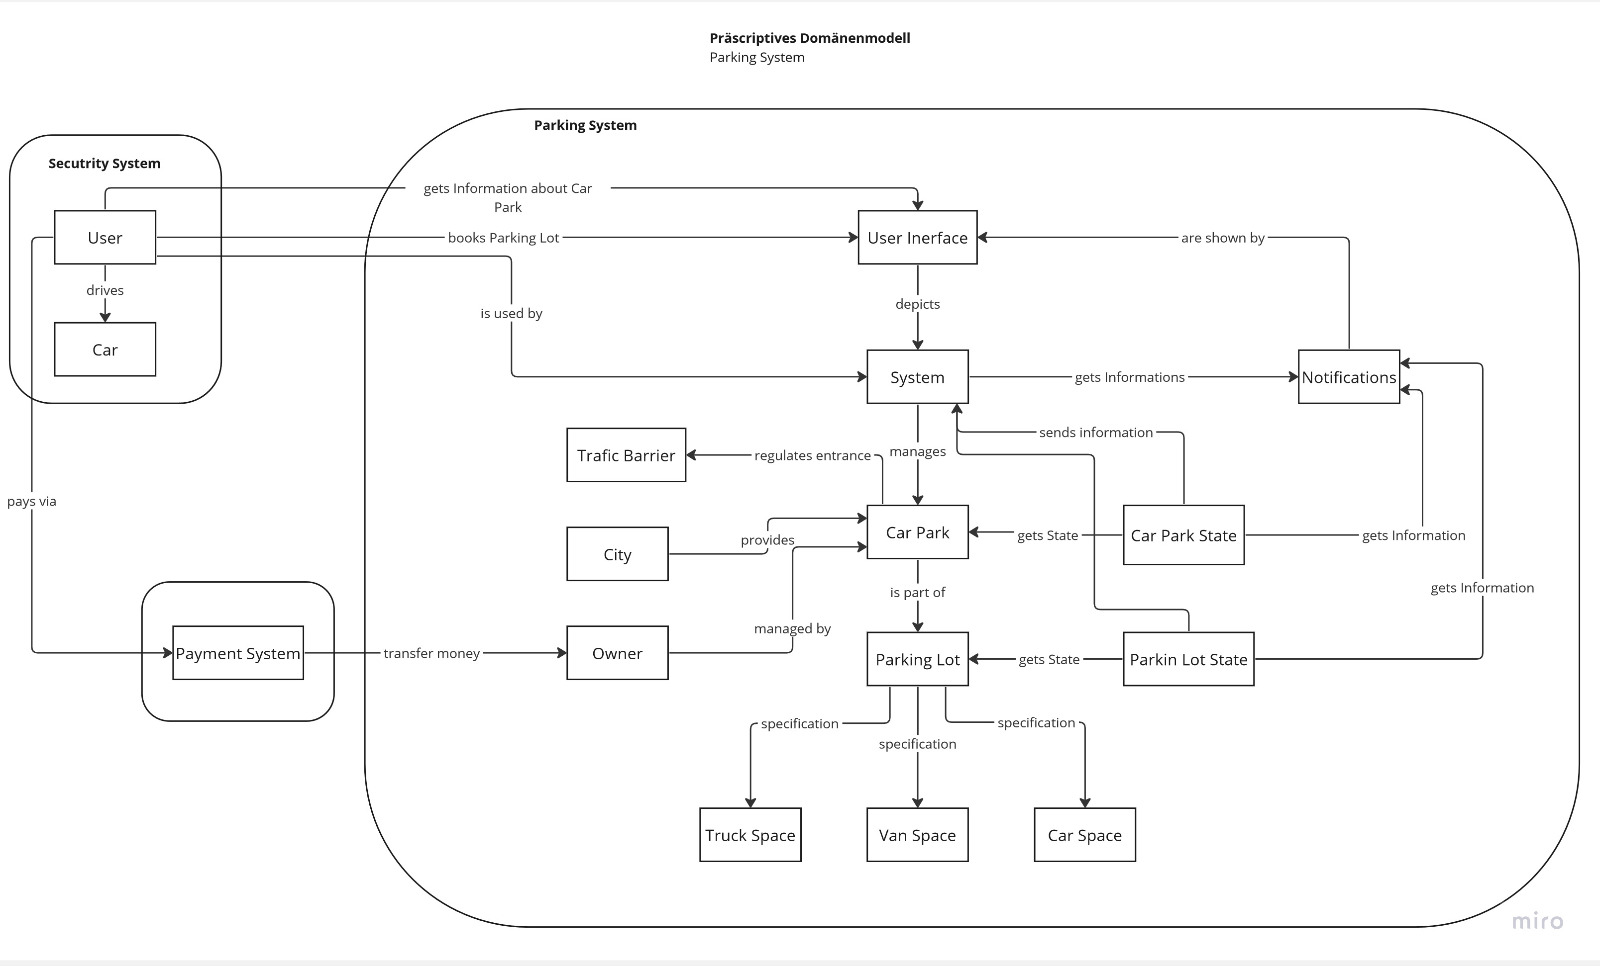 Präscriptives Domänenmodell
Parking System
Parking System
Secutrity System
gets Information about Car
Park
User
books Parking Lot
User Inerface
are shown by
drives
depicts
is used by
Car
System
gets Informations
Notifications
sends information
manages
Trafic Barrier
regulates entrance
pays via
Car Park
gets State
Car Park State
gets Information
City
provides
is part of
gets Information
managed by
Payment System
transfer money
Owner
Parking Lot
gets State
Parkin Lot State
specification
specification
specification
Truck Space
Van Space
Car Space
miro